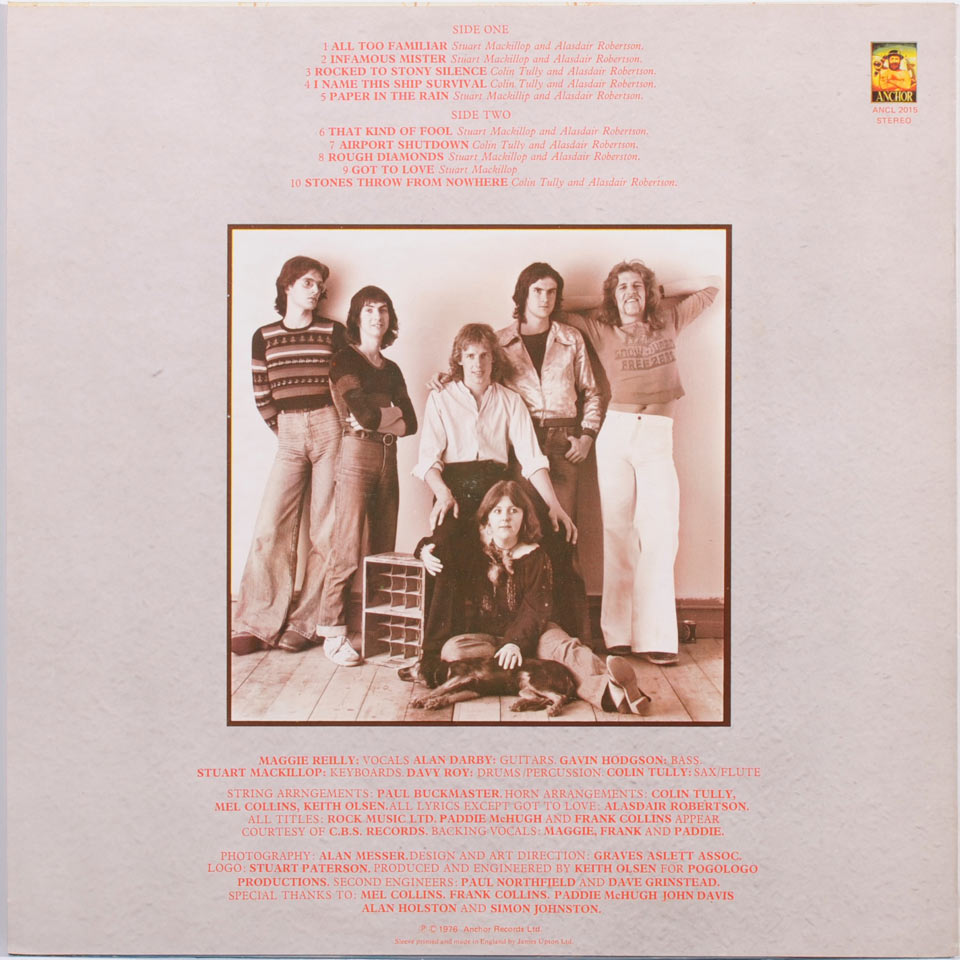 SIDE ONE
1 ALL TOO FAMILIAR Stuart Mackillop and Alasdair Robertson.
2 INFAMOUS MISTER Stuart Mackillop and Alasdair Robertson.
3 ROCKED TO STONY SILENCE Colin Tully and Alasdair Robertson.
4 I NAME THIS SHIP SURVIVAL Colin Tully and Alasdair Robertson.
5 PAPER IN THE RAIN Stuart Mackillip and Alasdair Robertson.
SIDE TWO
6 THAT KIND OF FOOL Stuart Mackillop and Alasdair Robertson.
7 AIRPORT SHUTDOWN Colin Tully and Alasdair Robertson.
8 ROUGH DIAMONDS Stuart Mackillop and Alasdair Roberston.
9 GOT TO LOVE Stuart Mackillop
10 STONES THROW FROM NOWHERE Colin Tully and Alasdair Robertson.
ANCHOR
ANCL 2015
STEREO
FREEZER
MAGGIE REILLY: VOCALS ALAN DARBY: GUITARS. GAVIN HODGSON: BASS.
STUART MACKILLOP: KEYBOARDS. DAVY ROY: DRUMS/PERCUSSION. COLIN TULLY: SAX/FLUTE
STRING ARRNGEMENTS: PAUL BUCKMASTER. HORN ARRANGEMENTS: COLIN TULLY,
MEL COLLINS, KEITH OLSEN. ALL LYRICS EXCEPT GOT TO LOVE: ALASDAIR ROBERTSON.
ALL TITLES: ROCK MUSIC LTD. PADDIE McHUGH AND FRANK COLLINS APPEAR
COURTESY OF C.B.S. RECORDS. BACKING VOCALS: MAGGIE, FRANK AND PADDIE.
PHOTOGRAPHY: ALAN MESSER. DESIGN AND ART DIRECTION: GRAVES ASLETT ASSOC.
LOGO: STUART PATERSON. PRODUCED AND ENGINEERED BY KEITH OLSEN FOR POGOLOGO
PRODUCTIONS. SECOND ENGINEERS: PAUL NORTHFJELD AND DAVE GRINSTEAD.
SPECIAL THANKS TO: MEL COLLINS. FRANK COLLINS. PADDIE McHUGH JOHN DAVIS
ALAN HOLSTON AND SIMON JOHNSTON.
P. C 1976 Anchor Records Ltd.
Sleeve printed and made in England by James Upton Ltd.